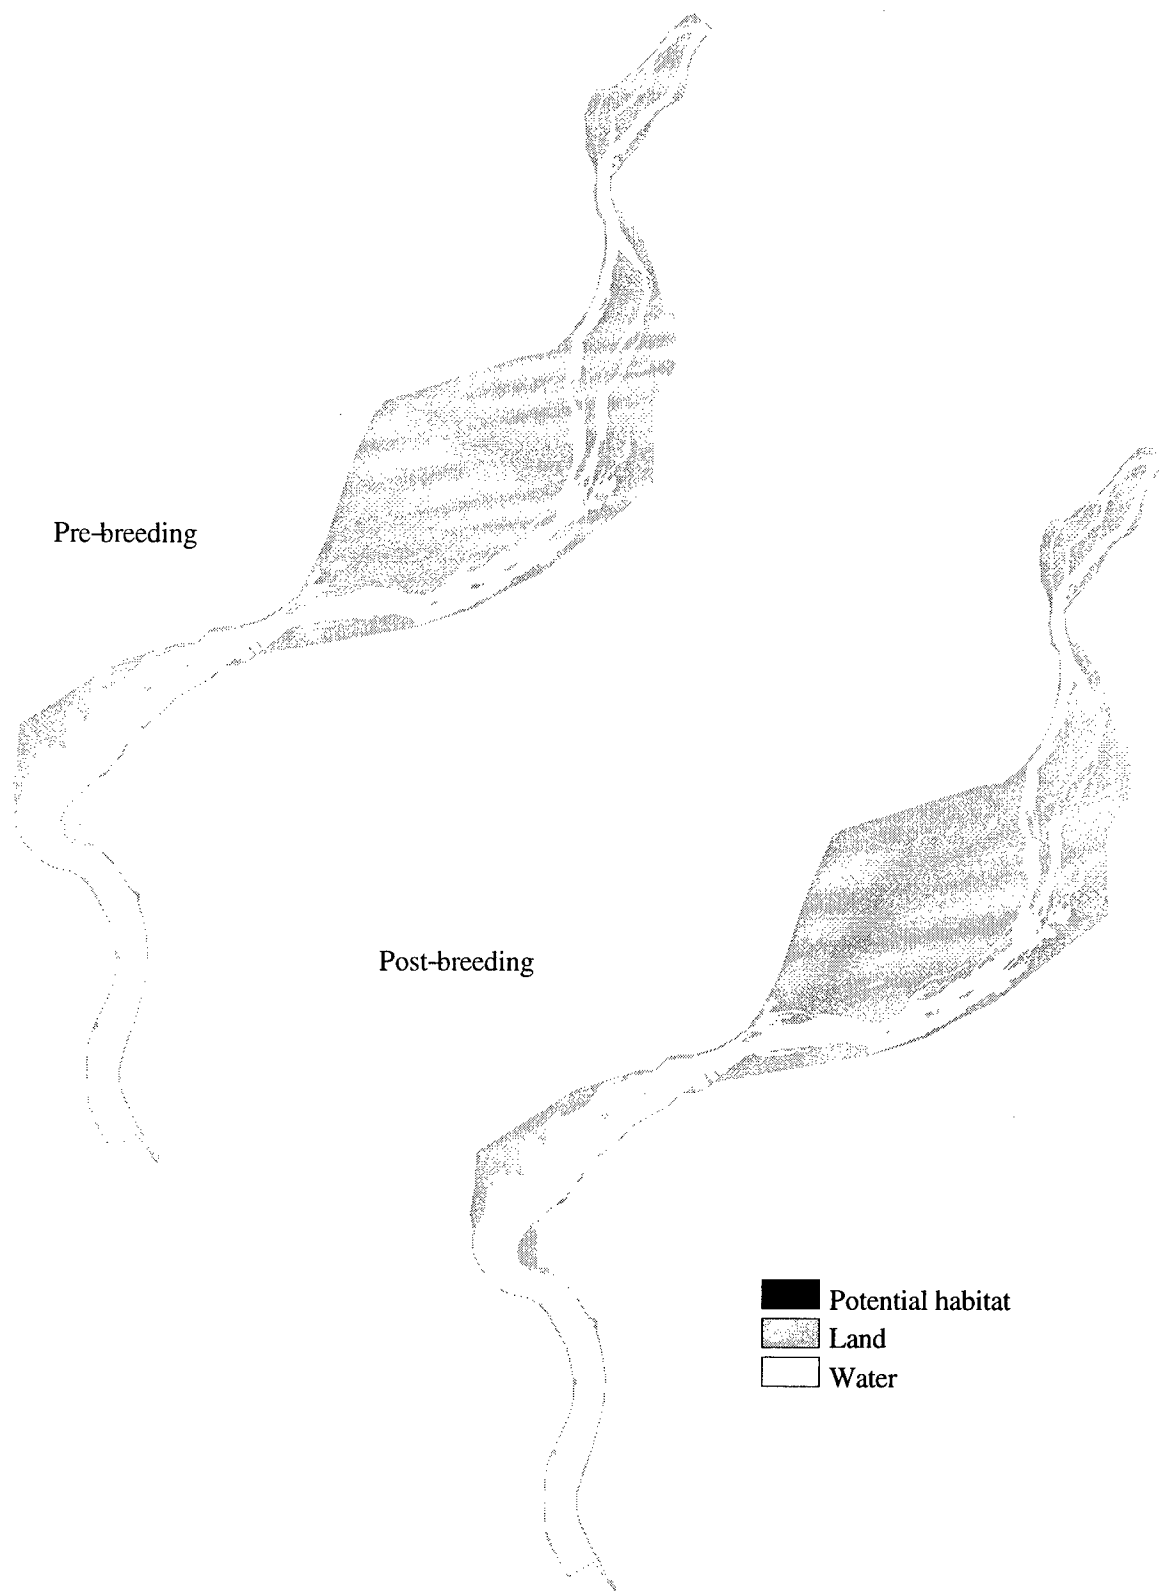 Pre-breeding
Post-breeding
Potential habitat
Land
Water